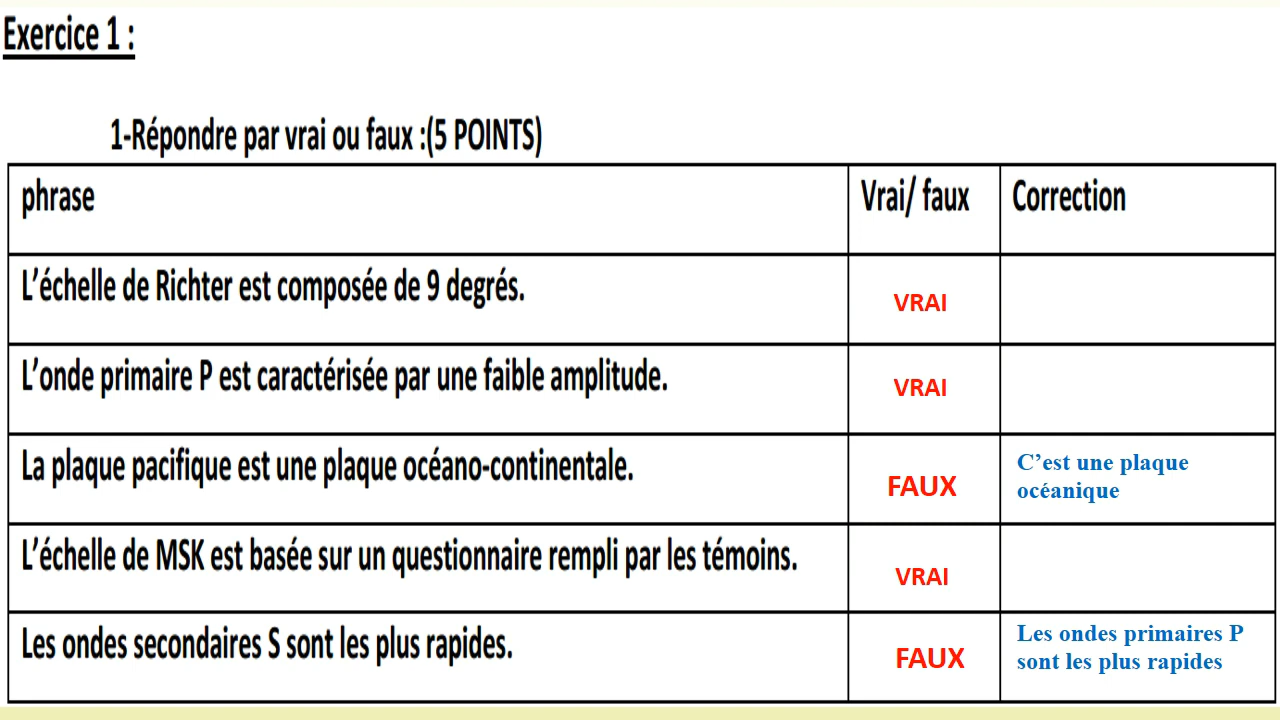 Exercice 1 :
1-Répondre par vrai ou faux :(5 POINTS)
phrase
Vrai/ faux
Correction
L’échelle de Richter est composée de 9 degrés.
VRAI
L’onde primaire P est caractérisée par une faible amplitude.
VRAI
La plaque pacifique est une plaque océano-continentale.
FAUX
C’est une plaque
océanique
L’échelle de MSK est basée sur un questionnaire rempli par les témoins.
VRAI
Les ondes secondaires S sont les plus rapides.
FAUX
Les ondes primaires P
sont les plus rapides